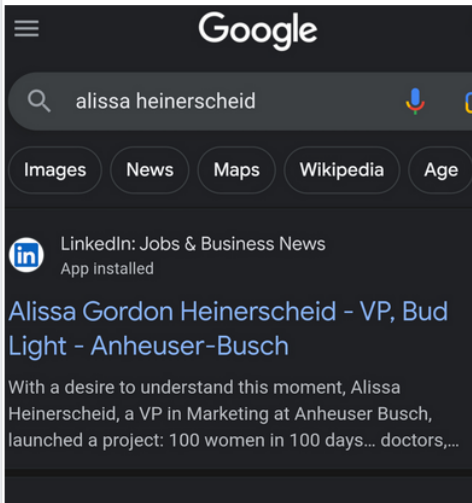 Google
alissa heinerscheid
Images News Maps Wikipedia Age
in LinkedIn: Jobs & Business News
App installed
Alissa Gordon Heinerscheid - VP, Bud
Light - Anheuser-Busch
With a desire to understand this moment, Alissa
Heinerscheid, a VP in Marketing at Anheuser Busch,
launched a project: 100 women in 100 days... doctors,...